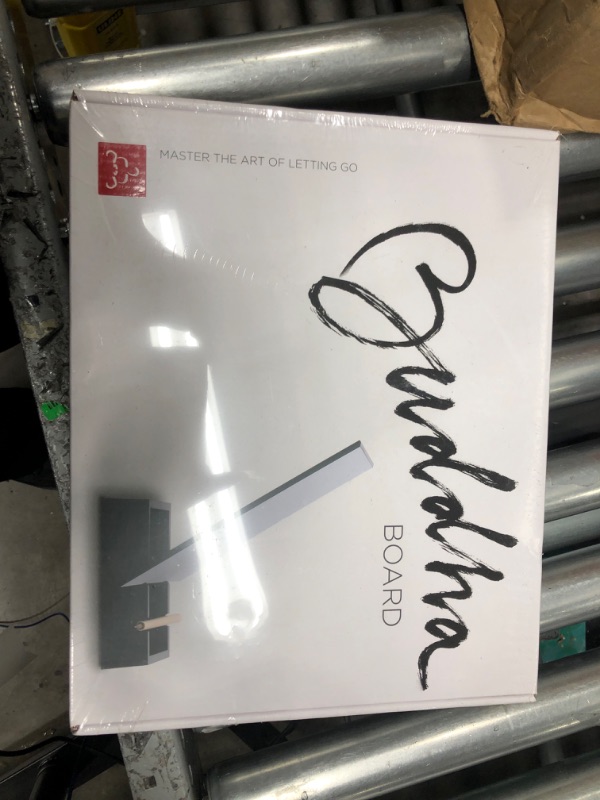 MASTER THE ART OF LETTING GO
Buddha
BOARD